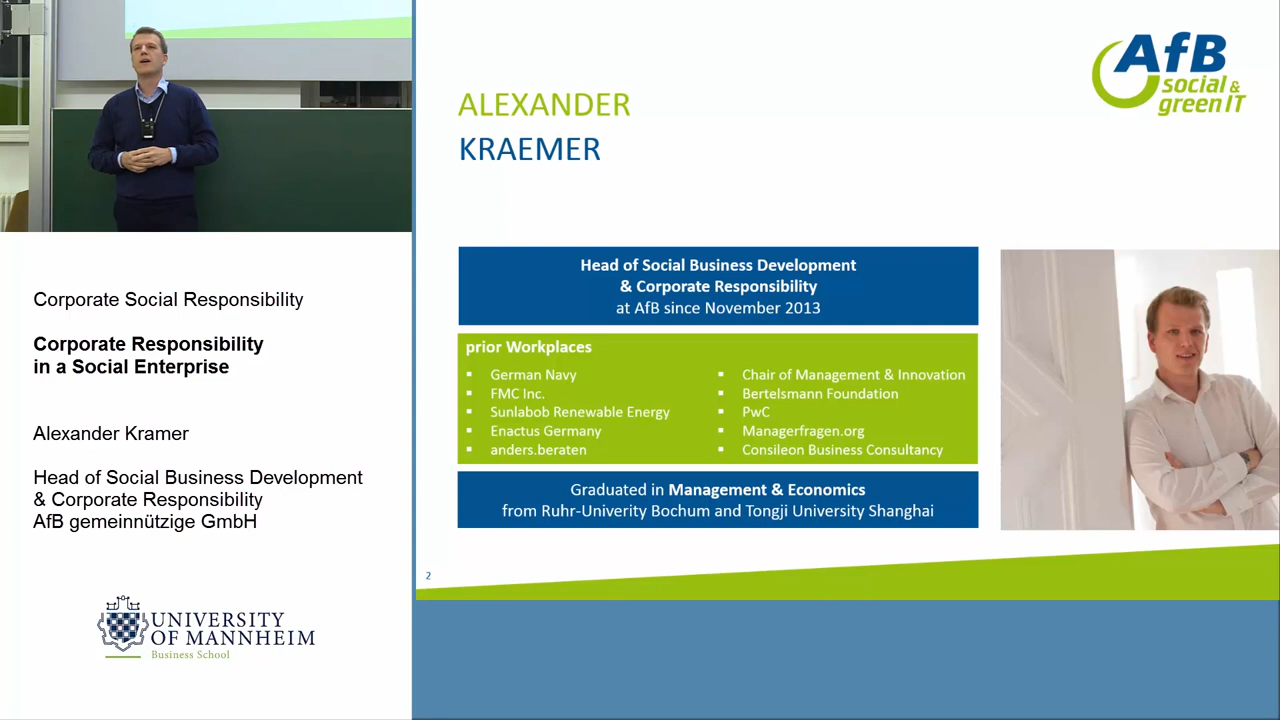 Corporate Social Responsibility
Corporate Responsibility
in a Social Enterprise
Alexander Kramer
Head of Social Business Development
& Corporate Responsibility
AfB gemeinnützige GmbH
UNIVERSITY
OF MANNHEIM
Business School
AfB
social &
green IT
ALEXANDER
KRAEMER
Head of Social Business Development
& Corporate Responsibility
at AfB since November 2013
prior Workplaces
▪ German Navy
▪ FMC Inc.
▪ Sunlabob Renewable Energy
▪ Enactus Germany
▪ anders.beraten
▪ Chair of Management & Innovation
▪ Bertelsmann Foundation
▪ PwC
▪ Managerfragen.org
▪ Consileon Business Consultancy
Graduated in Management & Economics
from Ruhr-Univerity Bochum and Tongji University Shanghai
2